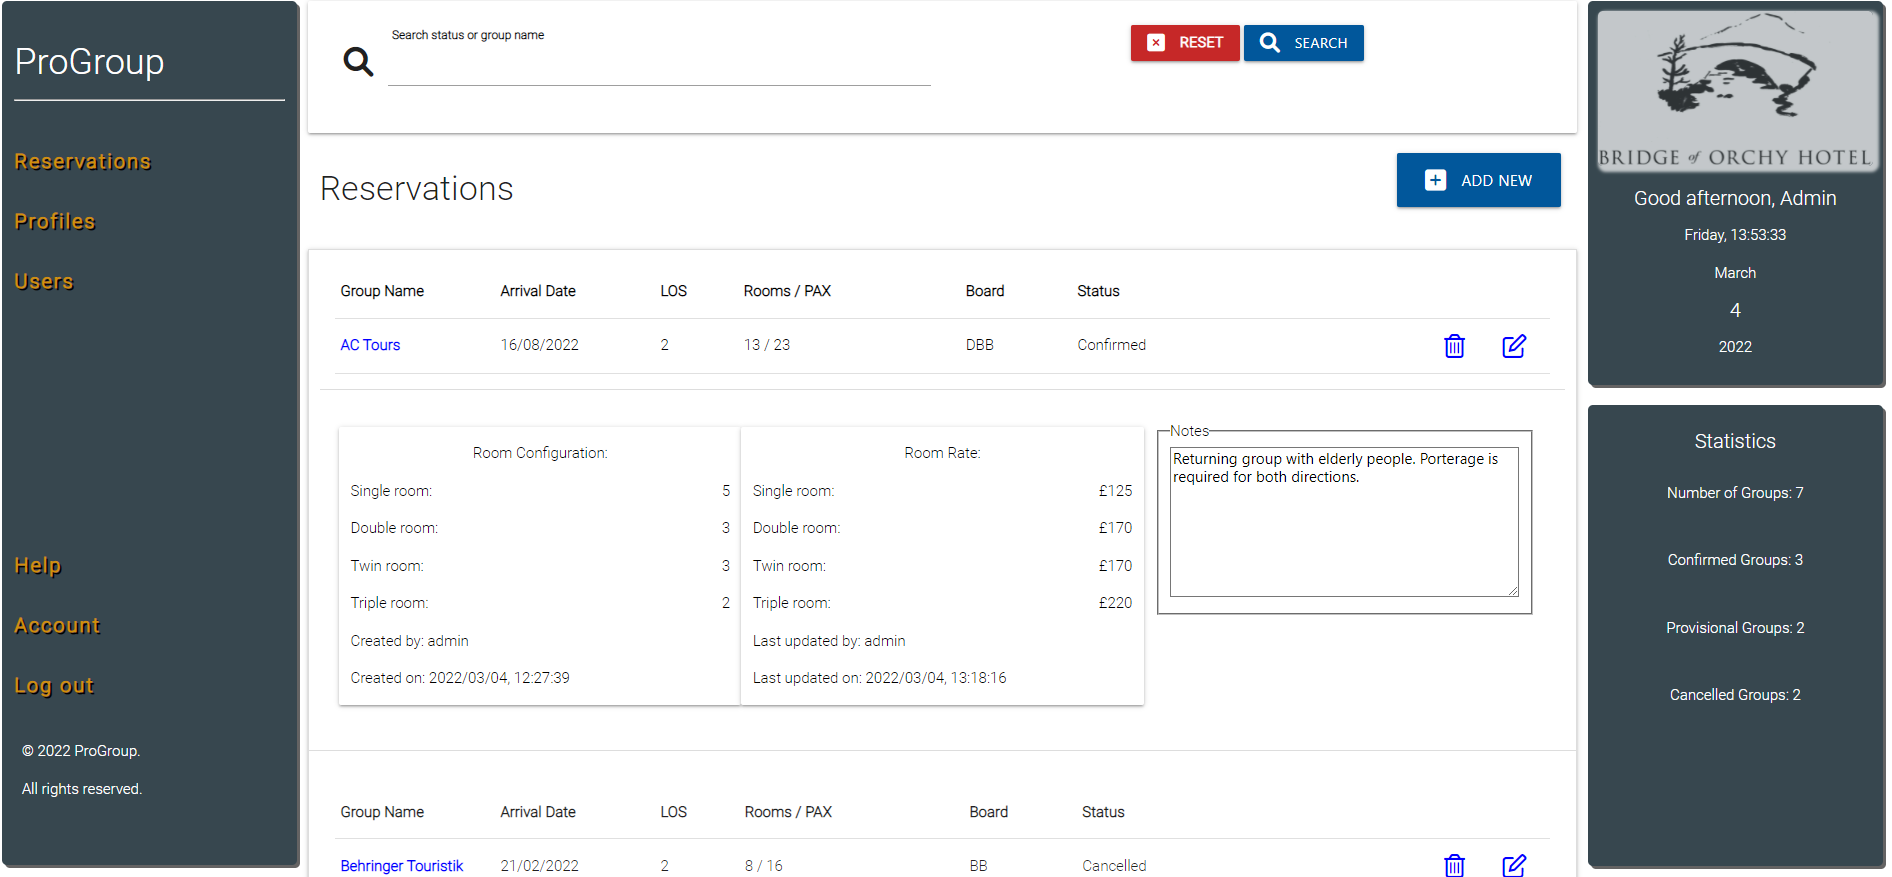 ProGroup
Reservations
Profiles
Users
Help
Account
Log out
© 2022 ProGroup.
All rights reserved.
Search status or group name
RESET
SEARCH
Reservations
ADD NEW
Group Name Arrival Date LOS Rooms / PAX Board Status
AC Tours 16/08/2022 2 13 / 23 DBB Confirmed
Room Configuration:
Single room: 5
Double room: 3
Twin room: 3
Triple room: 2
Created by: admin
Created on: 2022/03/04, 12:27:39
Room Rate:
Single room: £125
Double room: £170
Twin room: £170
Triple room: £220
Last updated by: admin
Last updated on: 2022/03/04, 13:18:16
Notes
Returning group with elderly people. Porterage is
required for both directions.
Group Name Arrival Date LOS Rooms / PAX Board Status
Behringer Touristik 21/02/2022 2 8 / 16 BB Cancelled
BRIDGE of ORCHY HOTEL
Good afternoon, Admin
Friday, 13:53:33
March
4
2022
Statistics
Number of Groups: 7
Confirmed Groups: 3
Provisional Groups: 2
Cancelled Groups: 2